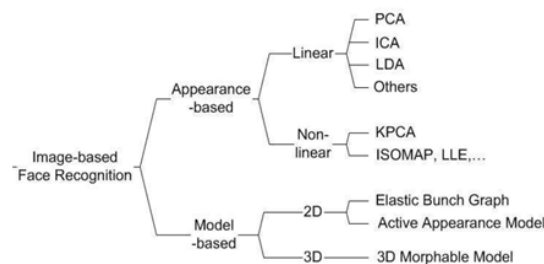 PCA
ICA
LDA
Others
Linear
Appearance
-based
Non-
linear
KPCA
ISOMAP, LLE,...
Image-based
Face Recognition
Model
-based
2D
Elastic Bunch Graph
Active Appearance Model
3D
3D Morphable Model